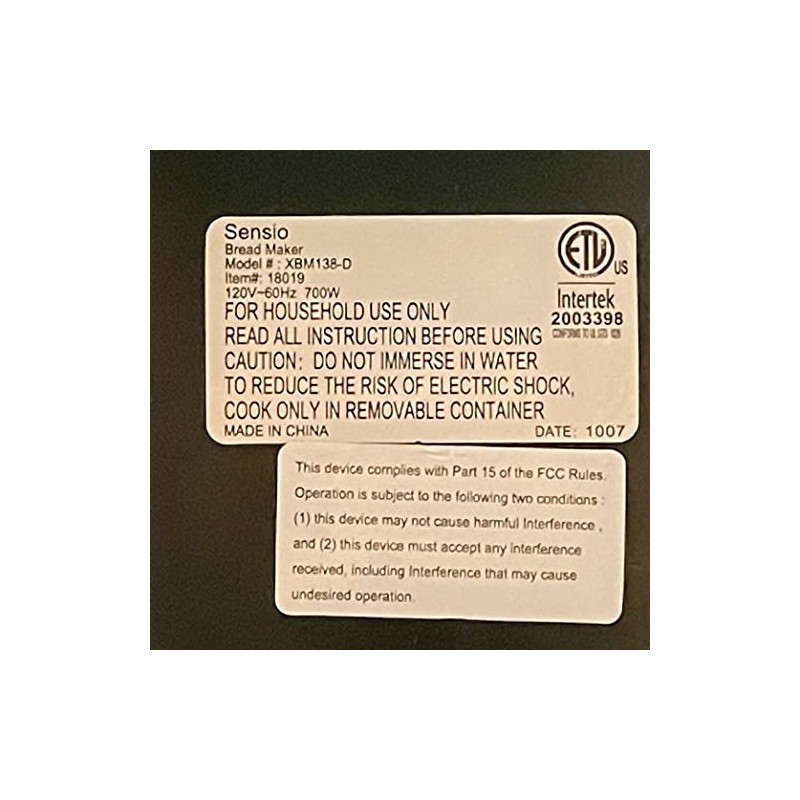 Sensio
Bread Maker
Model # : XBM138-D
Item#: 18019
120V~60Hz 700W
FOR HOUSEHOLD USE ONLY
READ ALL INSTRUCTION BEFORE USING
CAUTION: DO NOT IMMERSE IN WATER
TO REDUCE THE RISK OF ELECTRIC SHOCK,
COOK ONLY IN REMOVABLE CONTAINER
MADE IN CHINA
DATE: 1007
ETL US
Intertek
2003398
CONFORMS TO UL STD
This device complies with Part 15 of the FCC Rules.
Operation is subject to the following two conditions :
(1) this device may not cause harmful Interference ,
and (2) this device must accept any interference
received, including Interference that may cause
undesired operation.